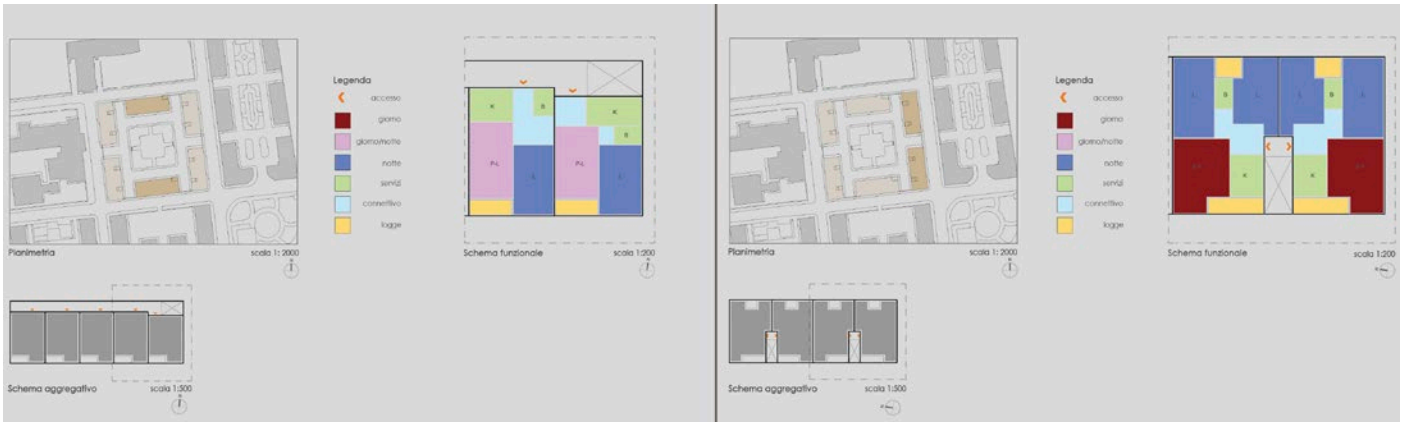 Legenda
accesso
giorno
giorno/notte
notte
servizi
connettivo
logge
K
B
K
B
P-L
P-L
L
Planimetria
scala 1: 2000
Schema funzionale
scala 1:200
Schema aggregativo
scala 1:500
Legenda
accesso
giorno
giorno/notte
notte
servizi
connettivo
logge
L
B
L
L
B
L
K
K
Planimetria
scala 1: 2000
Schema funzionale
scala 1:200
Schema aggregativo
scala 1:500